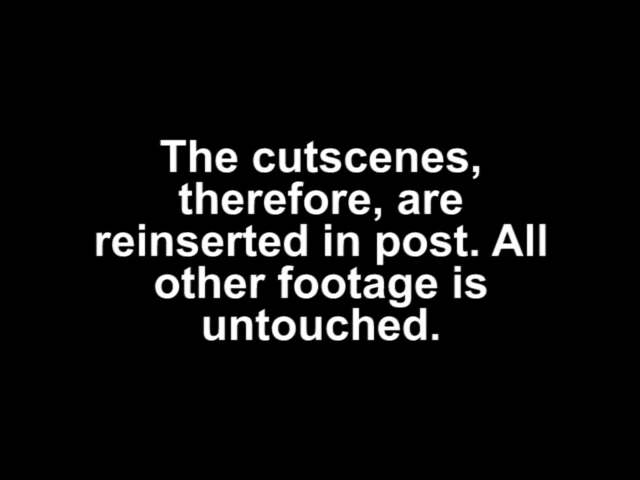 The cutscenes,
therefore, are
reinserted in post. All
other footage is
untouched.